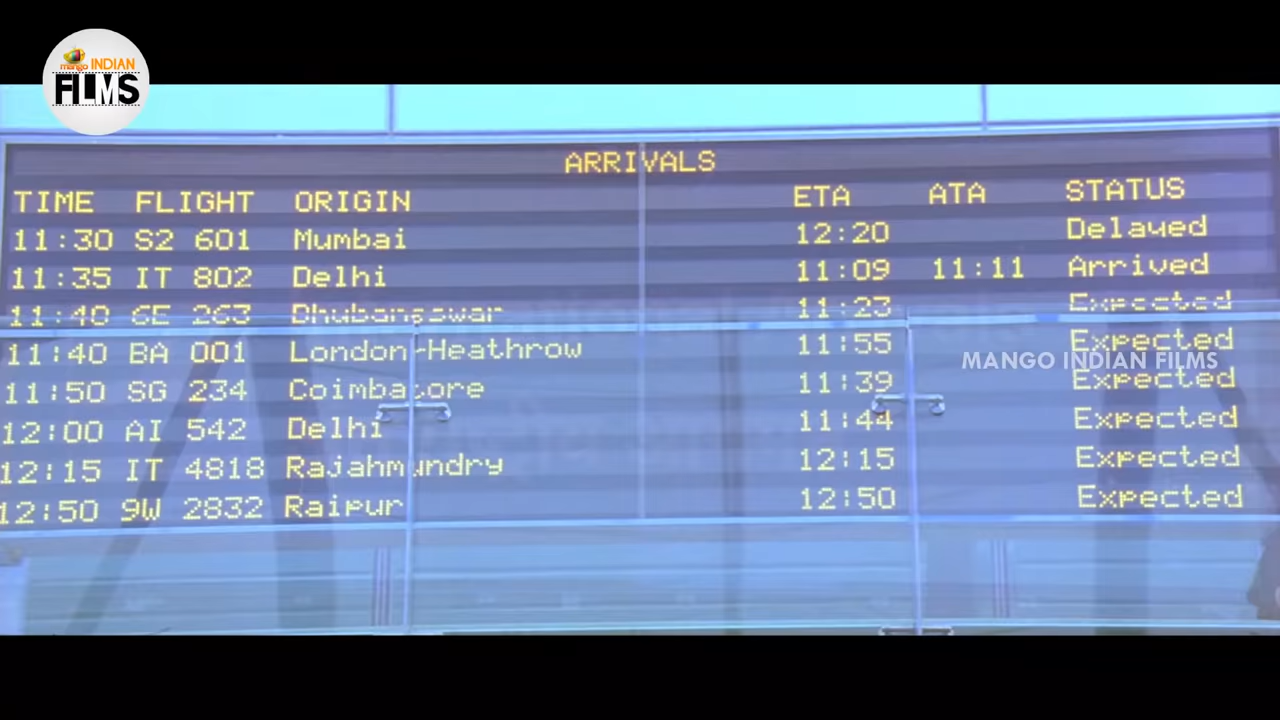 mango INDIAN
FILMS
ARRIVALS
TIME FLIGHT ORIGIN ETA ATA STATUS
11:30 S2 601 Mumbai 12:20 Delayed
11:35 IT 802 Delhi 11:09 11:11 Arrived
11:40 6E 263 Bhubaneswar 11:23 Expected
11:40 BA 001 London-Heathrow 11:55 Expected
MANGO INDIAN FILMS
11:50 SG 234 Coimbatore 11:39 Expected
12:00 AI 542 Delhi 11:44 Expected
12:15 IT 4818 Rajahmundry 12:15 Expected
12:50 9W 2832 Raipur 12:50 Expected